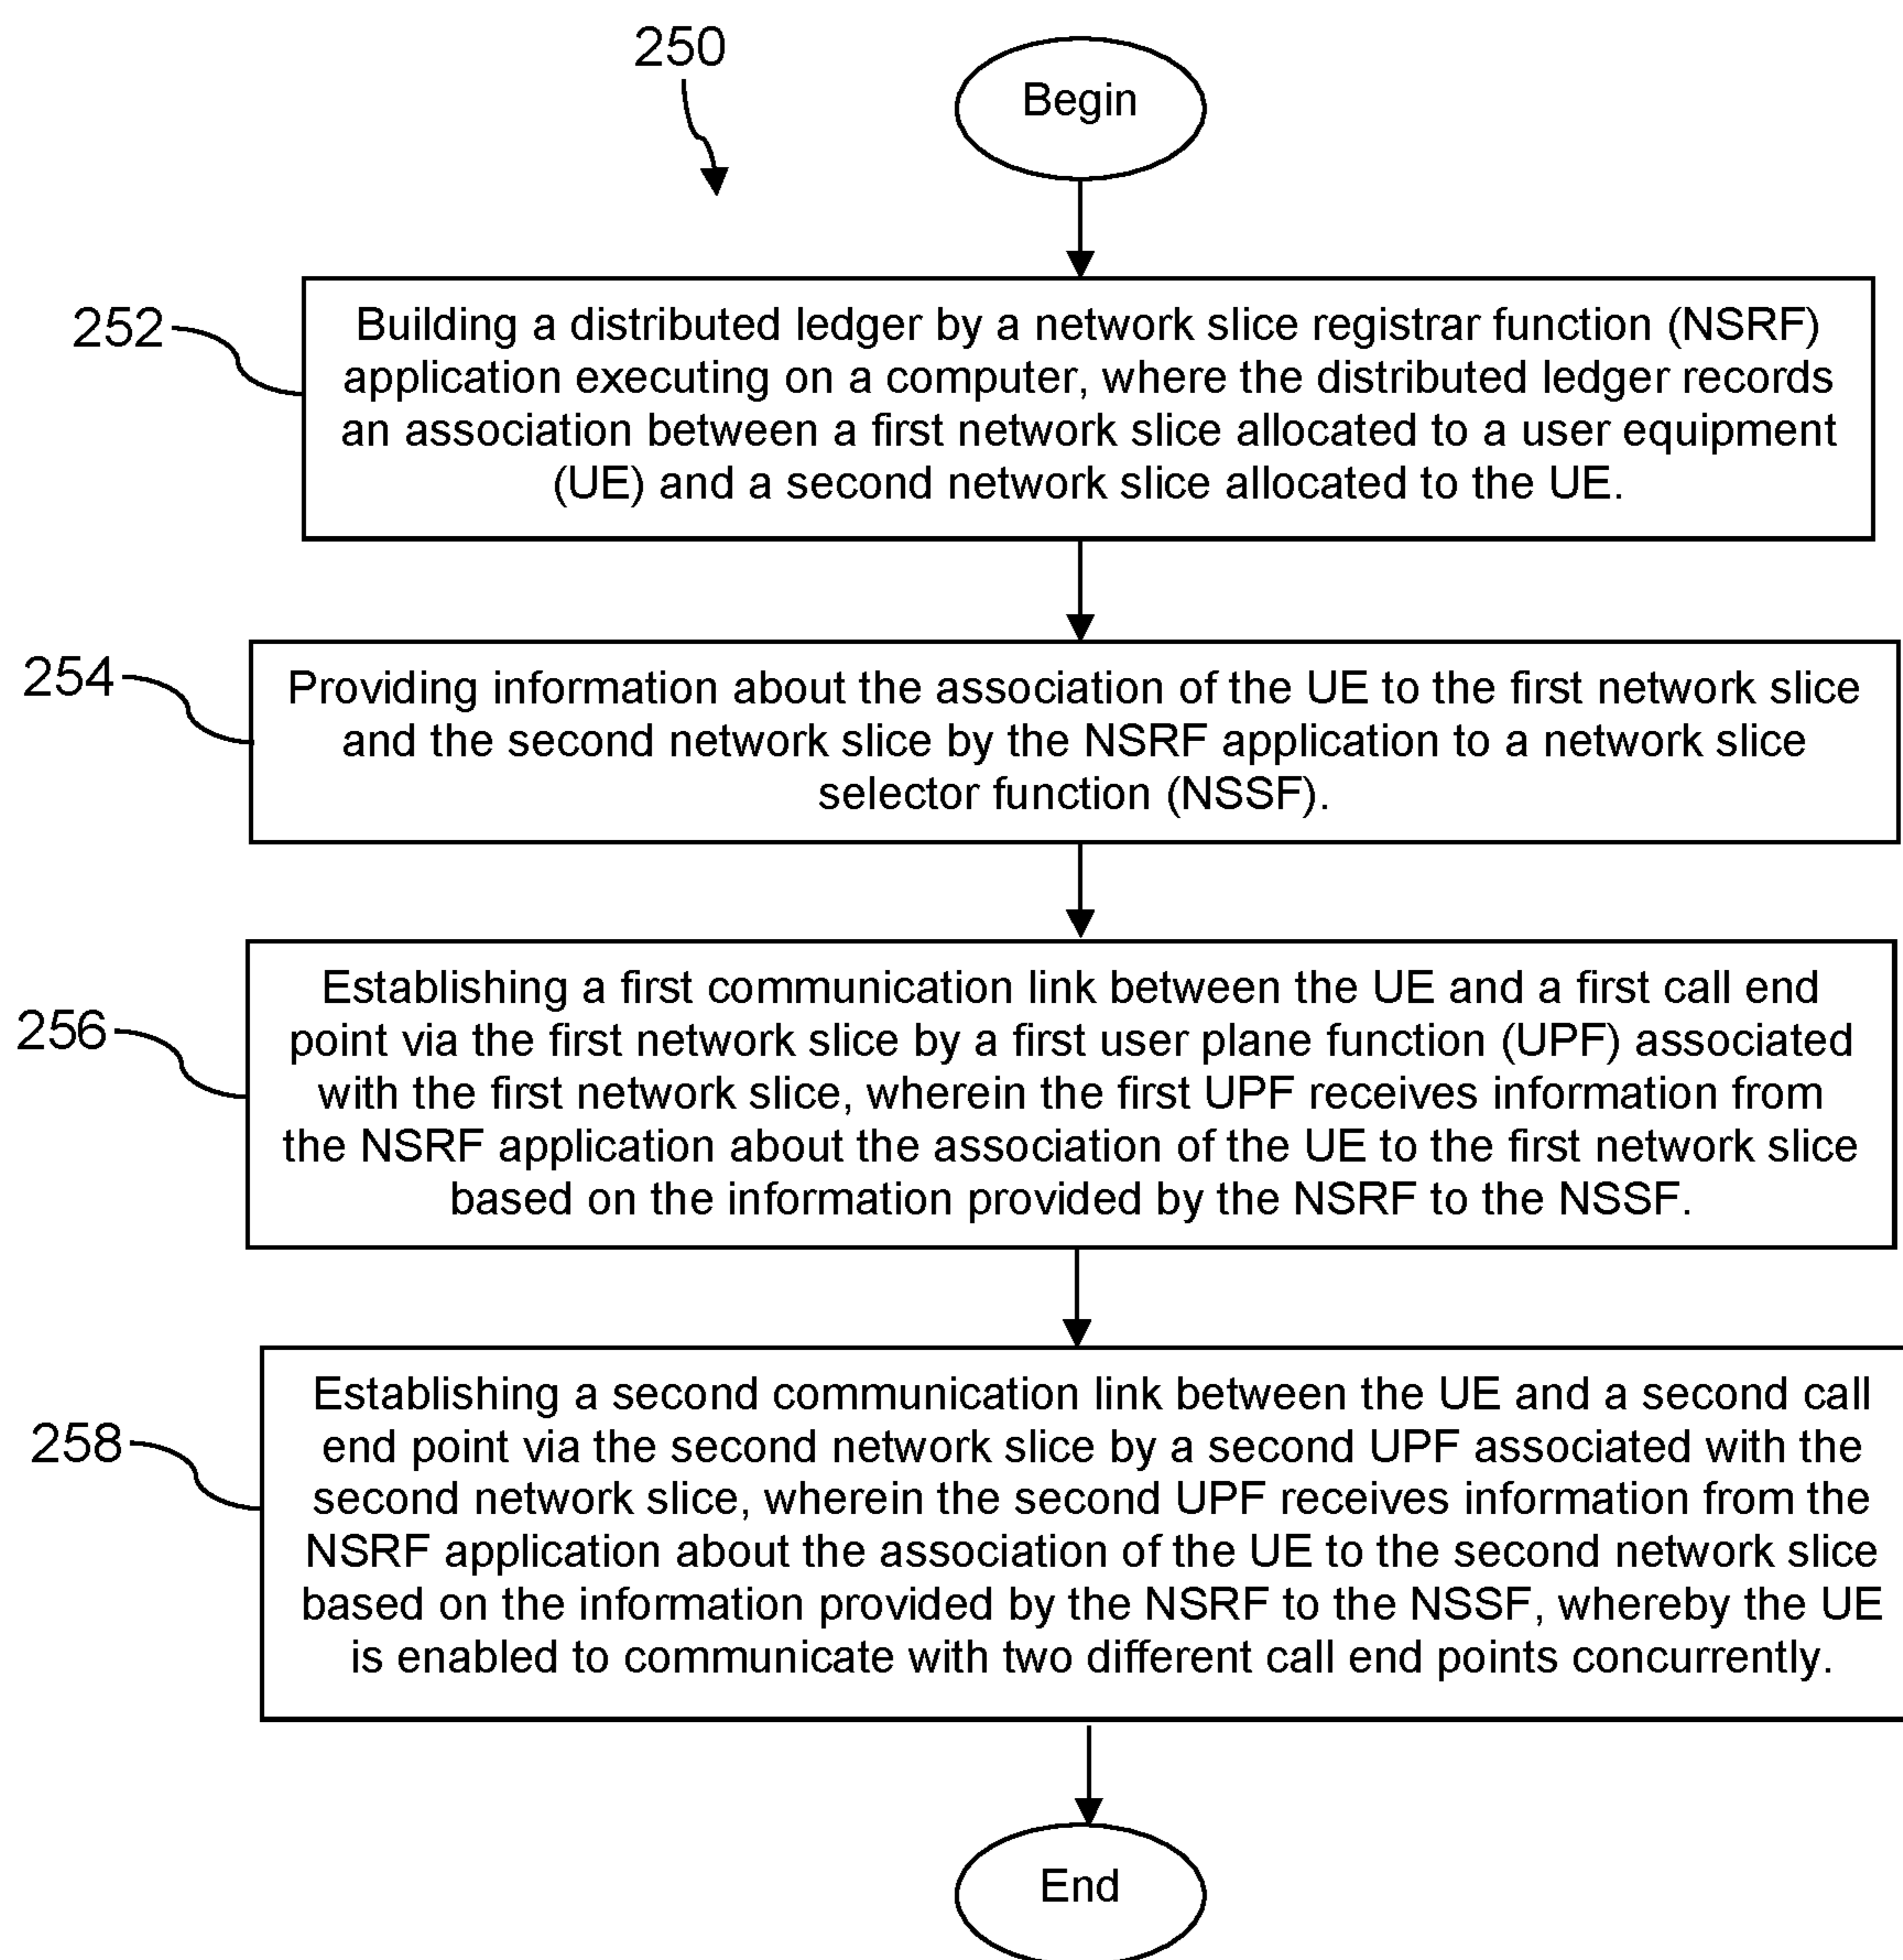 250
Begin
252
Building a distributed ledger by a network slice registrar function (NSRF)
application executing on a computer, where the distributed ledger records
an association between a first network slice allocated to a user equipment
(UE) and a second network slice allocated to the UE.
254
Providing information about the association of the UE to the first network slice
and the second network slice by the NSRF application to a network slice
selector function (NSSF).
256
Establishing a first communication link between the UE and a first call end
point via the first network slice by a first user plane function (UPF) associated
with the first network slice, wherein the first UPF receives information from
the NSRF application about the association of the UE to the first network slice
based on the information provided by the NSRF to the NSSF.
258
Establishing a second communication link between the UE and a second call
end point via the second network slice by a second UPF associated with the
second network slice, wherein the second UPF receives information from the
NSRF application about the association of the UE to the second network slice
based on the information provided by the NSRF to the NSSF, whereby the UE
is enabled to communicate with two different call end points concurrently.
End